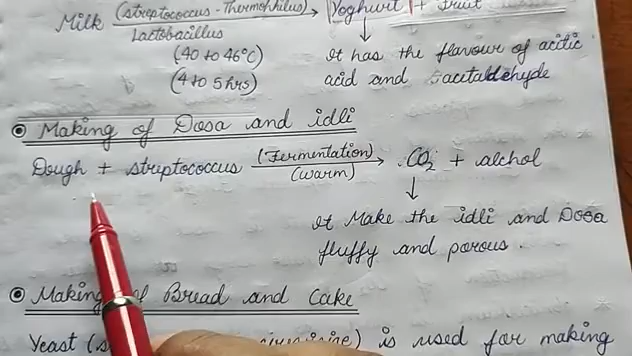 Milk (streptococcus - Thermophilus) → Yoghurt + fruit
Lactobacillus
(40 to 46°C)
(4 to 5 hrs)
↓
It has the flavour of acitic
acid and acetaldehyde
Making of Dosa and idli
Dough + streptococcus (Fermentation) → CO2 + alchol
(warm)
↓
It Make the idli and Dosa
fluffy and porous.
Making of Bread and Cake
Yeast ( is used for making